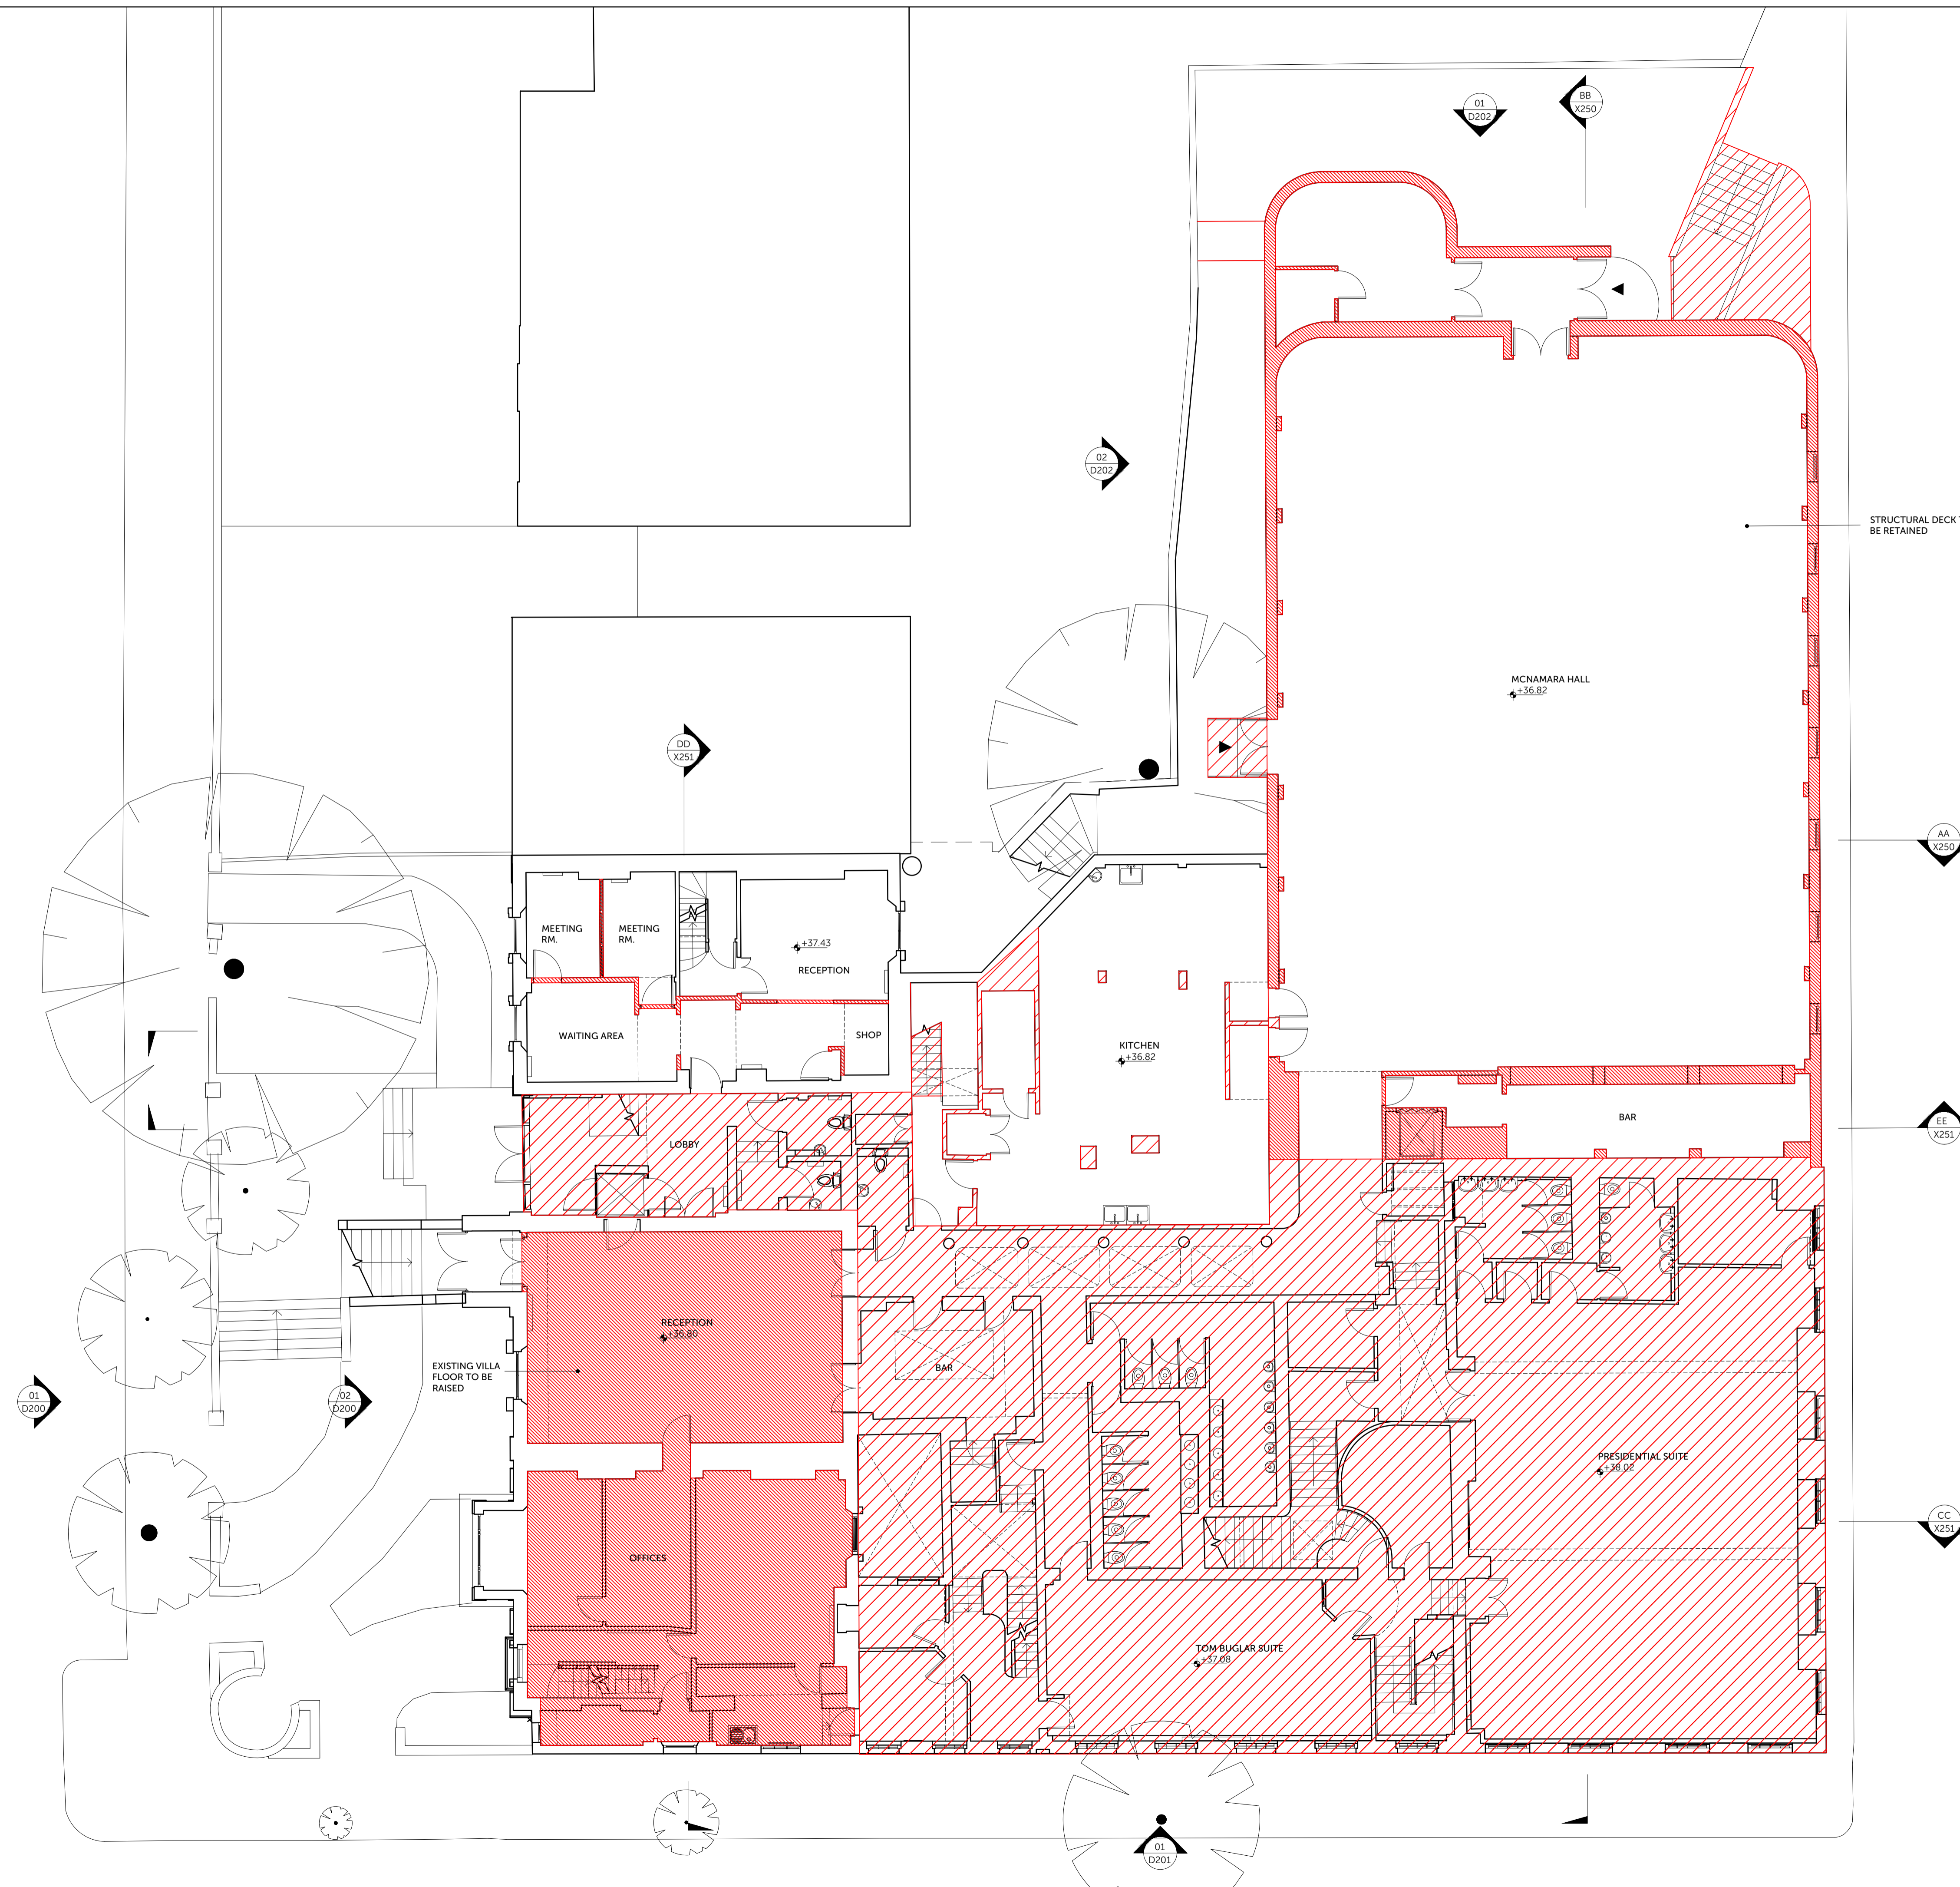 01
D202
BB
X250
02
D202
STRUCTURAL DECK
BE RETAINED
MCNAMARA HALL
+36.82
DD
X251
AA
X250
MEETING
RM.
MEETING
RM.
+37.43
RECEPTION
WAITING AREA
SHOP
KITCHEN
+36.82
BAR
EE
X251
LOBBY
RECEPTION
+36.80
EXISTING VILLA
FLOOR TO BE
RAISED
BAR
01
D200
02
D200
PRESIDENTIAL SUITE
+38.02
CC
X251
OFFICES
TOM BUGLAR SUITE
+37.08
01
D201